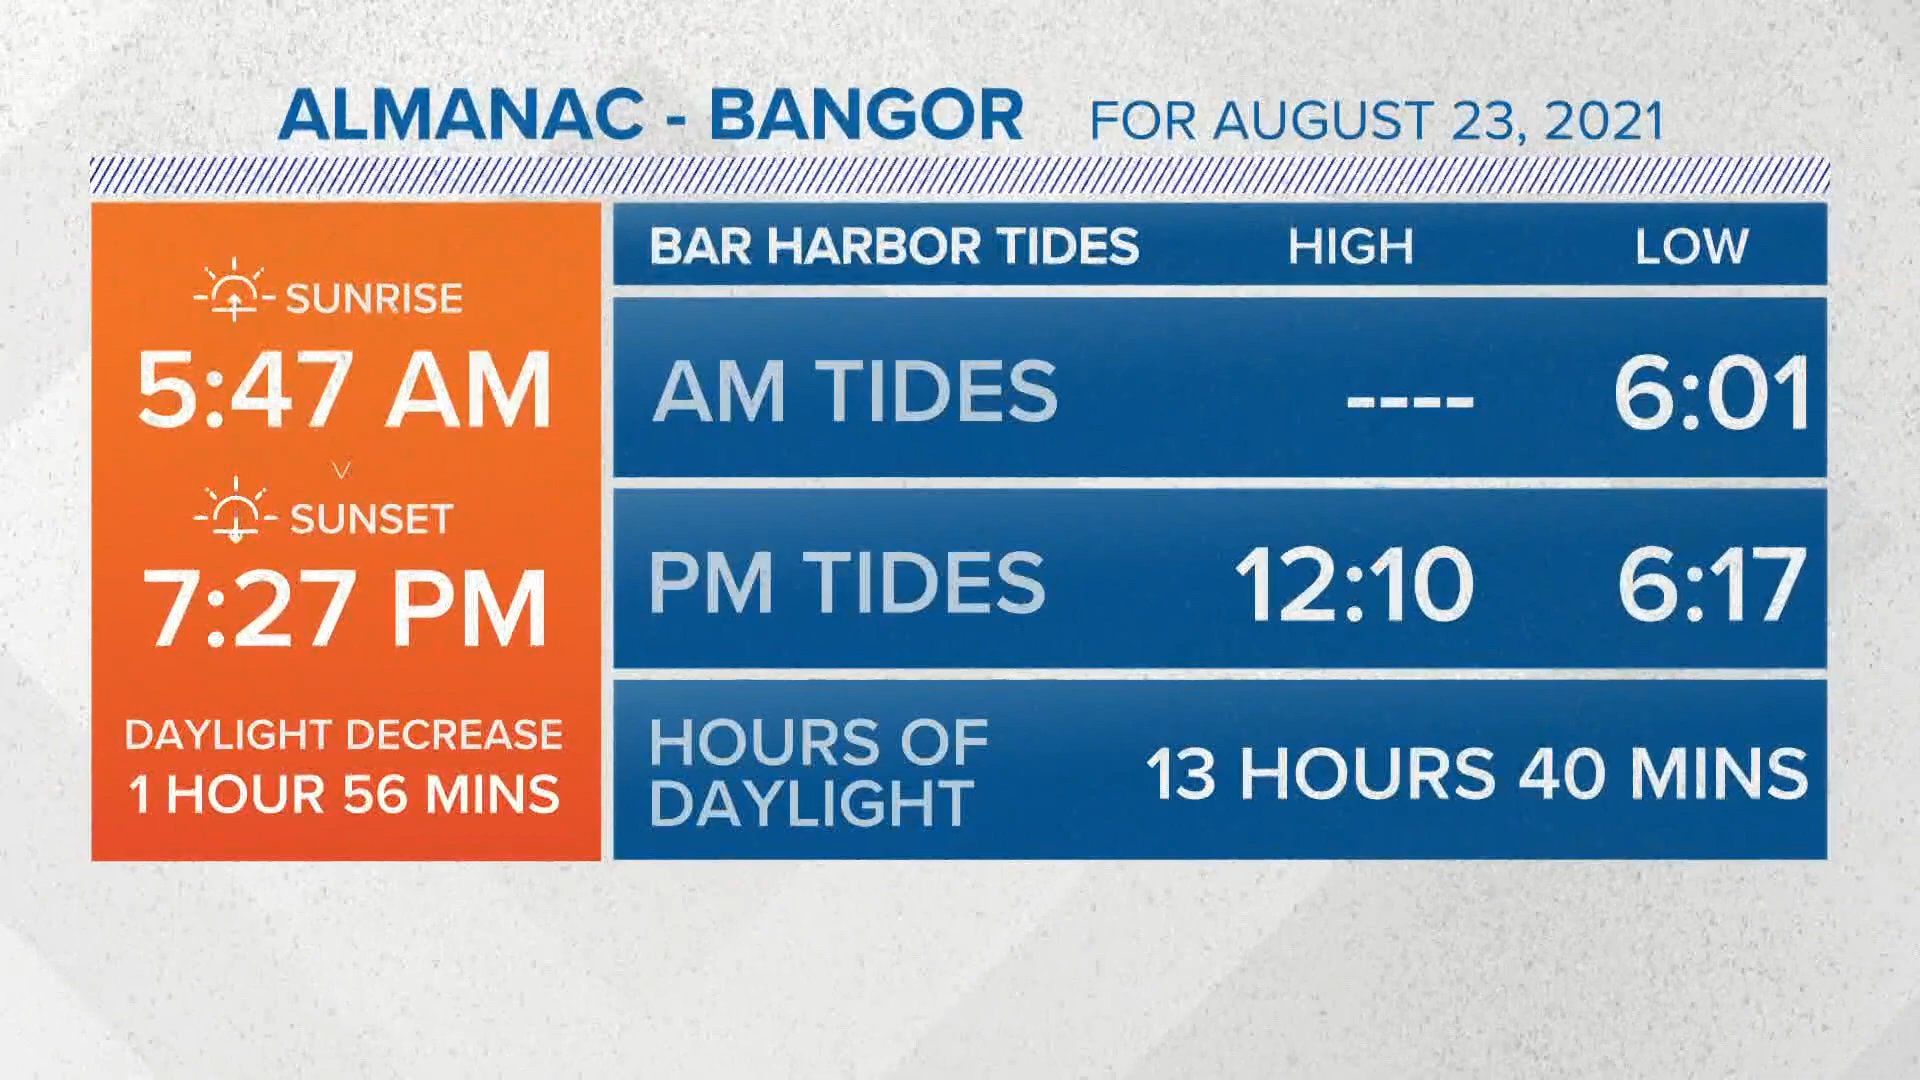 ALMANAC - BANGOR FOR AUGUST 23, 2021
SUNRISE
5:47 AM
SUNSET
7:27 PM
DAYLIGHT DECREASE
1 HOUR 56 MINS
BAR HARBOR TIDES HIGH LOW
AM TIDES ---- 6:01
PM TIDES 12:10 6:17
HOURS OF
DAYLIGHT
13 HOURS 40 MINS